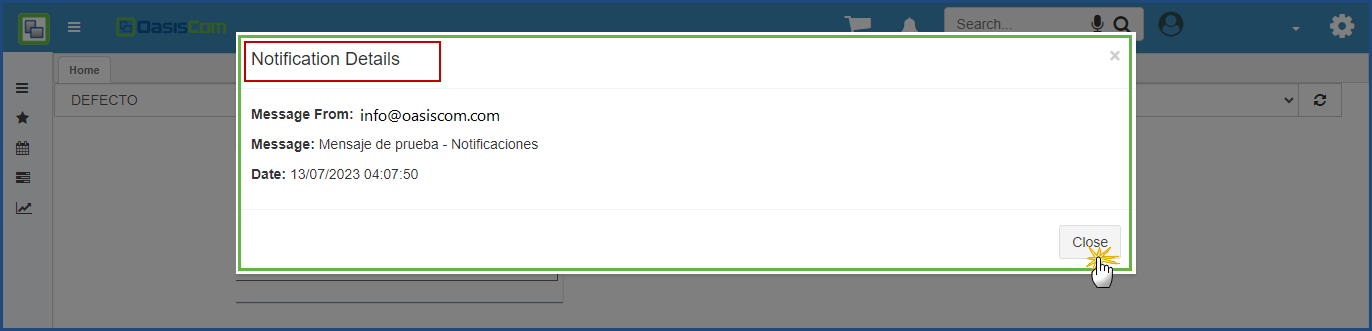 OasisCom
Search...
Home
DEFECTO
Notification Details
×
Message From: info@oasiscom.com
Message: Mensaje de prueba - Notificaciones
Date: 13/07/2023 04:07:50
Close